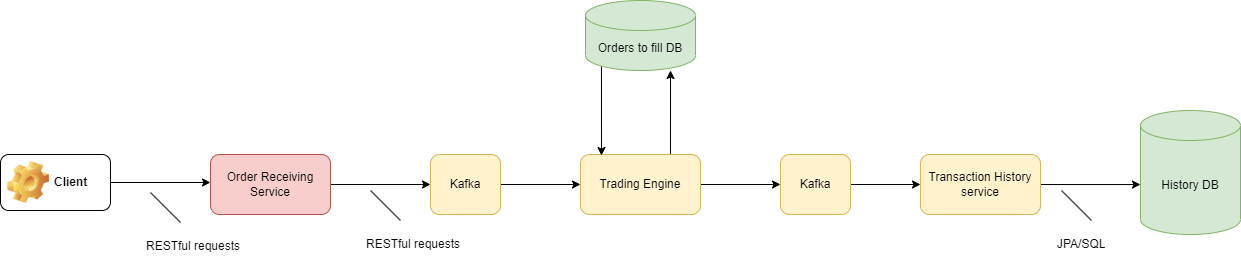 Orders to fill DB
Client
Order Receiving
Service
Kafka
Trading Engine
Kafka
Transaction History
service
History DB
RESTful requests
RESTful requests
JPA/SQL